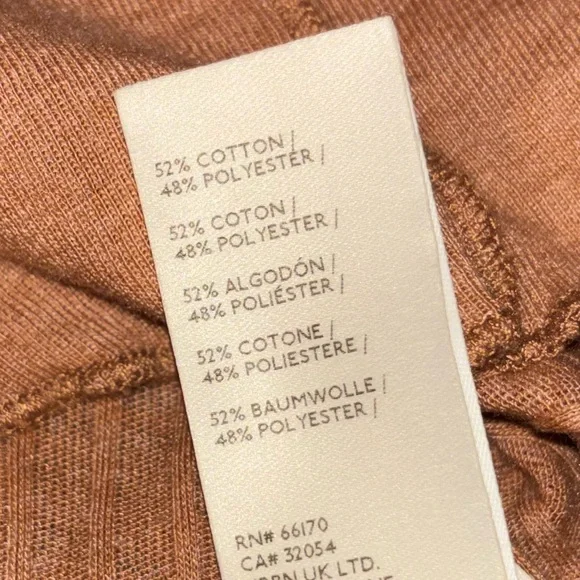 52% COTTON /
48% POLYESTER /
52% COTON /
48% POLYESTER /
52% ALGODÓN /
48% POLIÉSTER /
52% COTONE /
48% POLIESTERE /
52% BAUMWOLLE /
48% POLYESTER /
RN# 66170
CA# 32054
UK LTD.